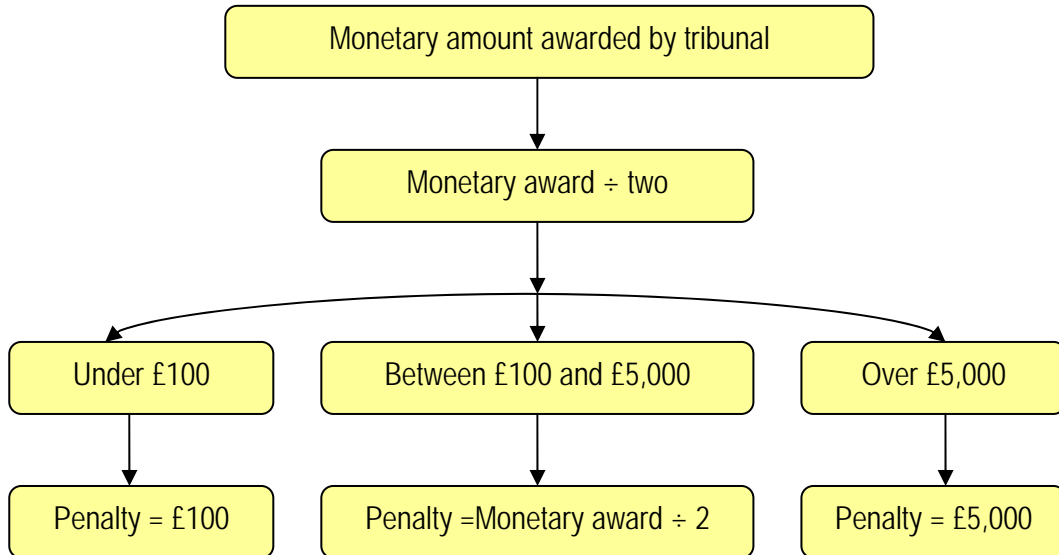 Monetary amount awarded by tribunal
Monetary award ÷ two
Under £100
Between £100 and £5,000
Over £5,000
Penalty = £100
Penalty =Monetary award ÷ 2
Penalty = £5,000